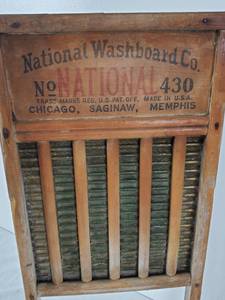 National Washboard Co.
No NATIONAL 430
TRADE MARKS REG. U.S. PAT. OFF. MADE IN U.S.A.
CHICAGO, SAGINAW, MEMPHIS